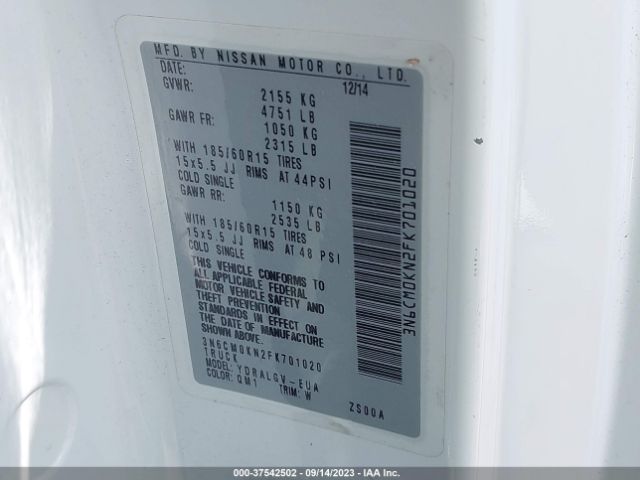 MFD. BY NISSAN MOTOR CO., LTD.
DATE: 12/14
GVWR: 2155 KG
4751 LB
GAWR FR: 1050 KG
2315 LB
WITH 185/60R15 TIRES
15x5.5 JJ RIMS AT 44PSI
COLD SINGLE
GAWR RR: 1150 KG
2535 LB
WITH 185/60R15 TIRES
15x5.5 JJ RIMS AT 48 PSI
COLD SINGLE
THIS VEHICLE CONFORMS TO
ALL APPLICABLE FEDERAL
MOTOR VEHICLE SAFETY AND
THEFT PREVENTION
STANDARDS IN EFFECT ON
THE DATE OF MANUFACTURE
SHOWN ABOVE.
3N6CM0KN2FK701020
TRUCK
MODEL: YDRALGV-EUA
COLOR: QM1 TRIM: W
ZS00A
3N6CM0KN2FK701020
000-37542502 - 09/14/2023 - IAA